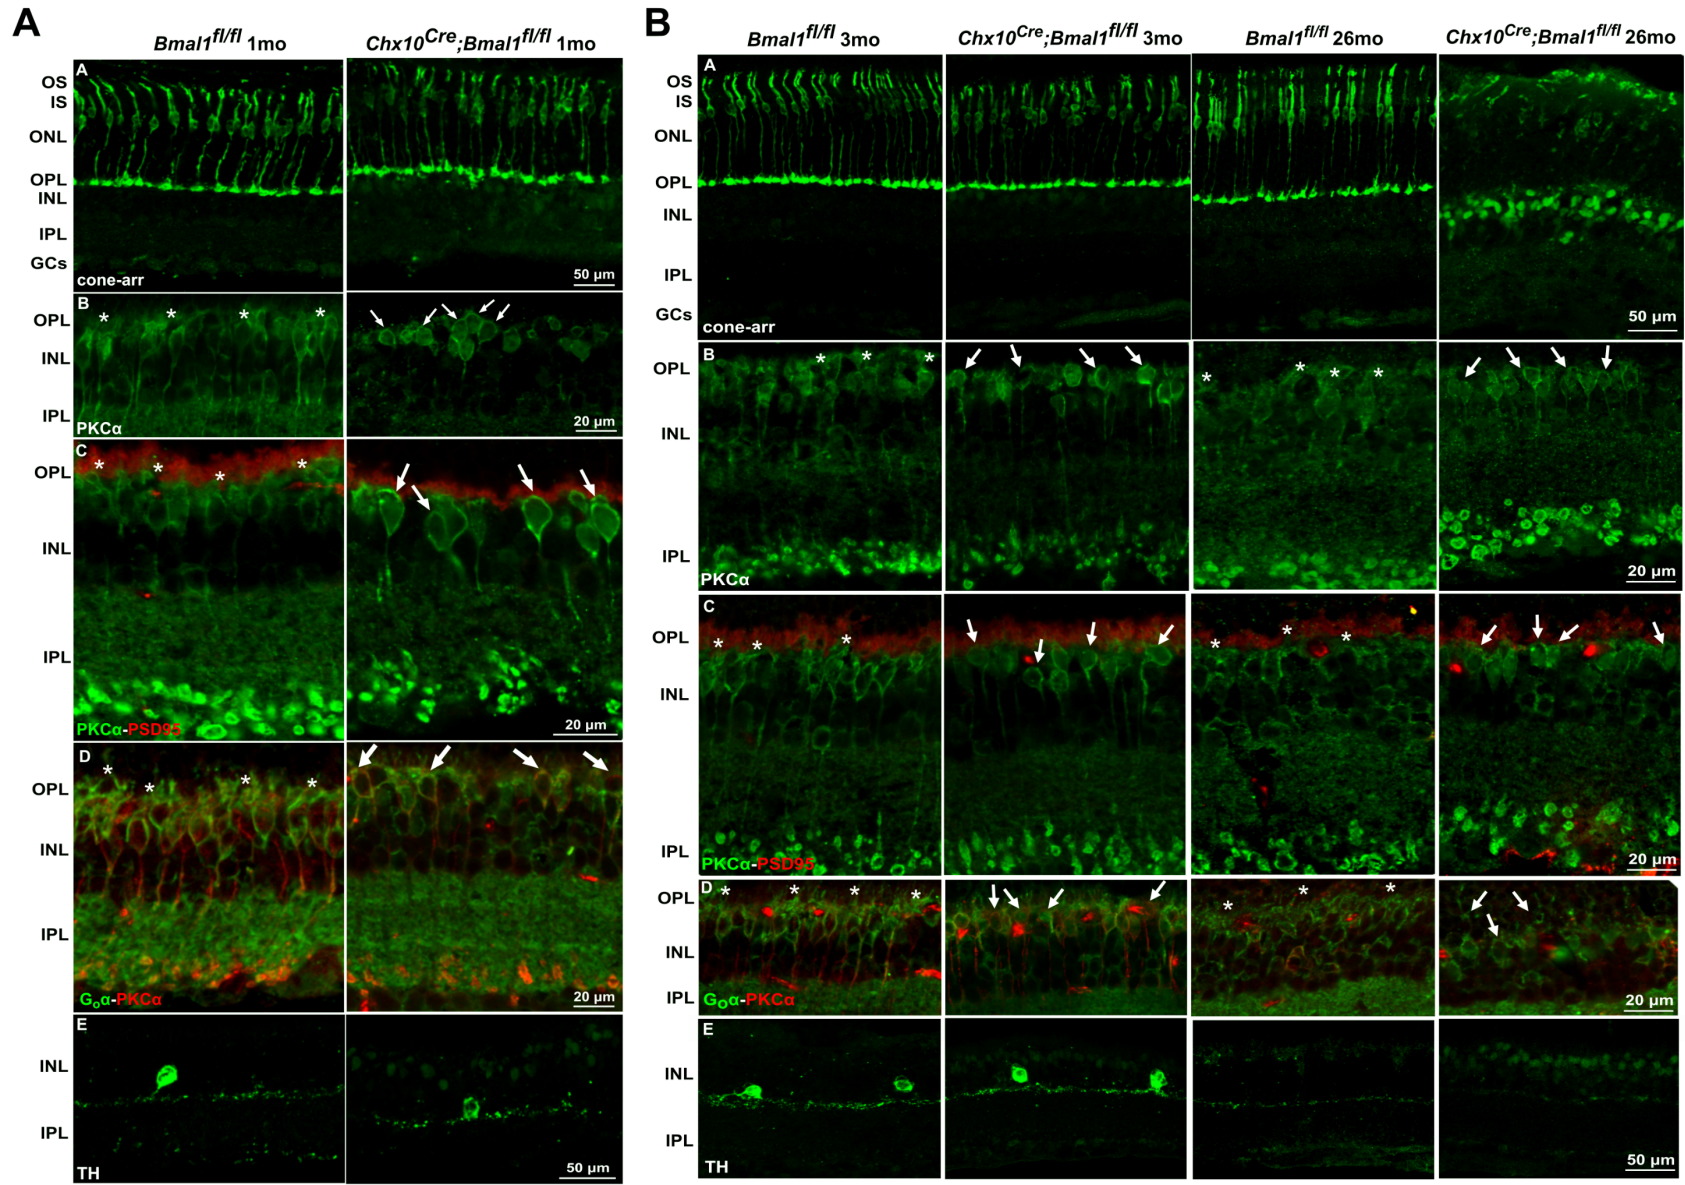 A
Bmal1fl/fl 1mo
Chx10Cre;Bmal1fl/fl 1mo
A
OS
IS
ONL
OPL
INL
IPL
GCs
cone-arr
50 µm
B
OPL
* * * *
INL
IPL
PKCα
20 µm
C
OPL
* * * *
INL
IPL
PKCα-PSD95
20 µm
D
* * * *
OPL
INL
IPL
Goα-PKCα
20 µm
E
INL
IPL
TH
50 µm
B
Bmal1fl/fl 3mo
Chx10Cre;Bmal1fl/fl 3mo
Bmal1fl/fl 26mo
Chx10Cre;Bmal1fl/fl 26mo
A
OS
IS
ONL
OPL
INL
IPL
GCs
cone-arr
50 µm
B
* * *
* * * *
OPL
INL
IPL
PKCα
20 µm
C
OPL
* * *
* * *
INL
IPL
PKCα-PSD95
20 µm
D
* * * *
* * *
OPL
INL
IPL
Goα-PKCα
20 µm
E
INL
IPL
TH
50 µm